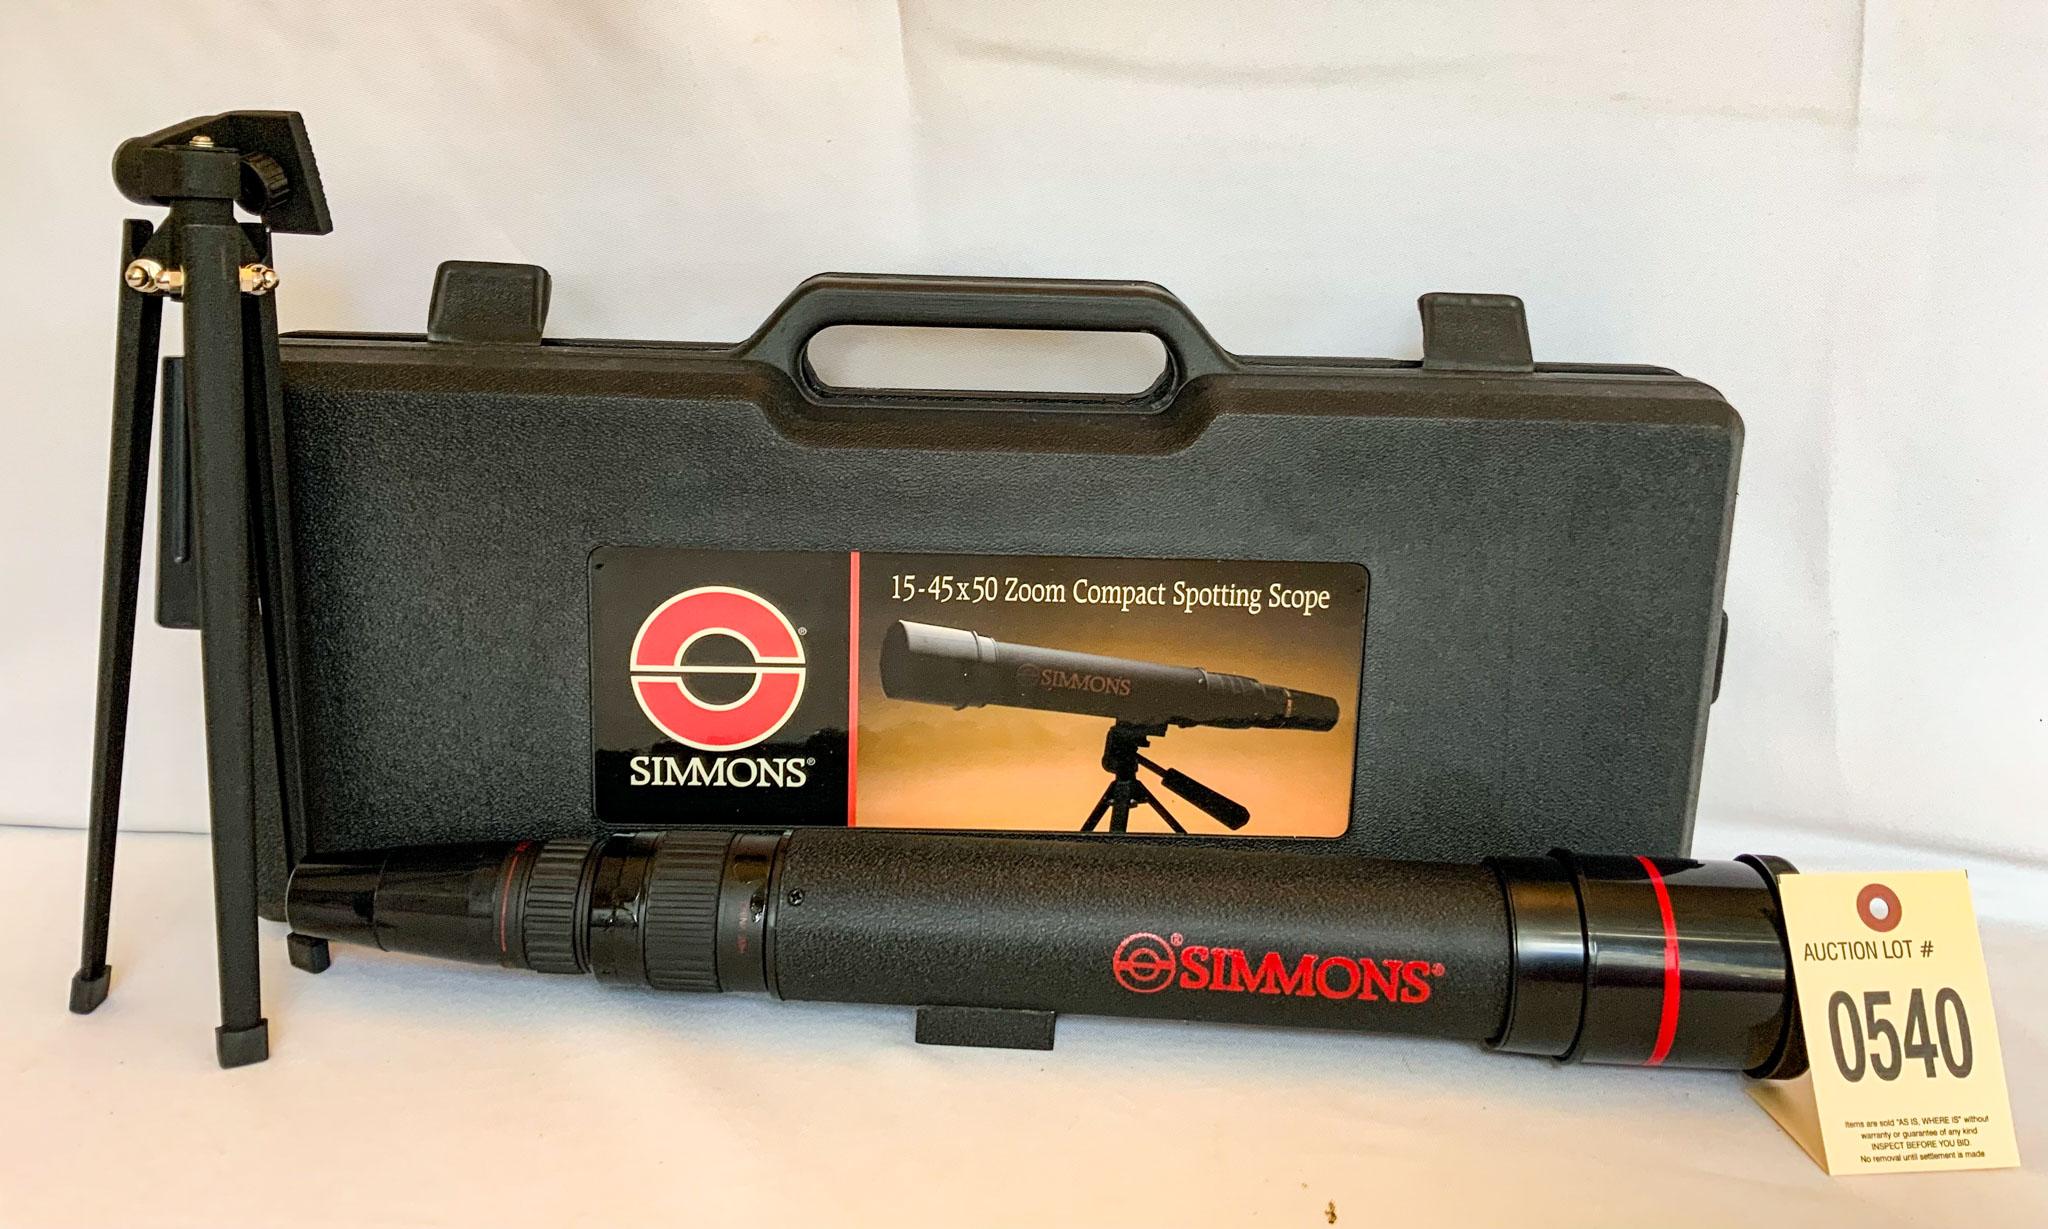 15-45x50 Zoom Compact Spotting Scope
SIMMONS
®
SIMMONS®
®SIMMONS®
AUCTION LOT #
0540
Items are sold "AS IS, WHERE IS" without
warranty or guarantee of any kind
INSPECT BEFORE YOU BID.
No removal until settlement is made